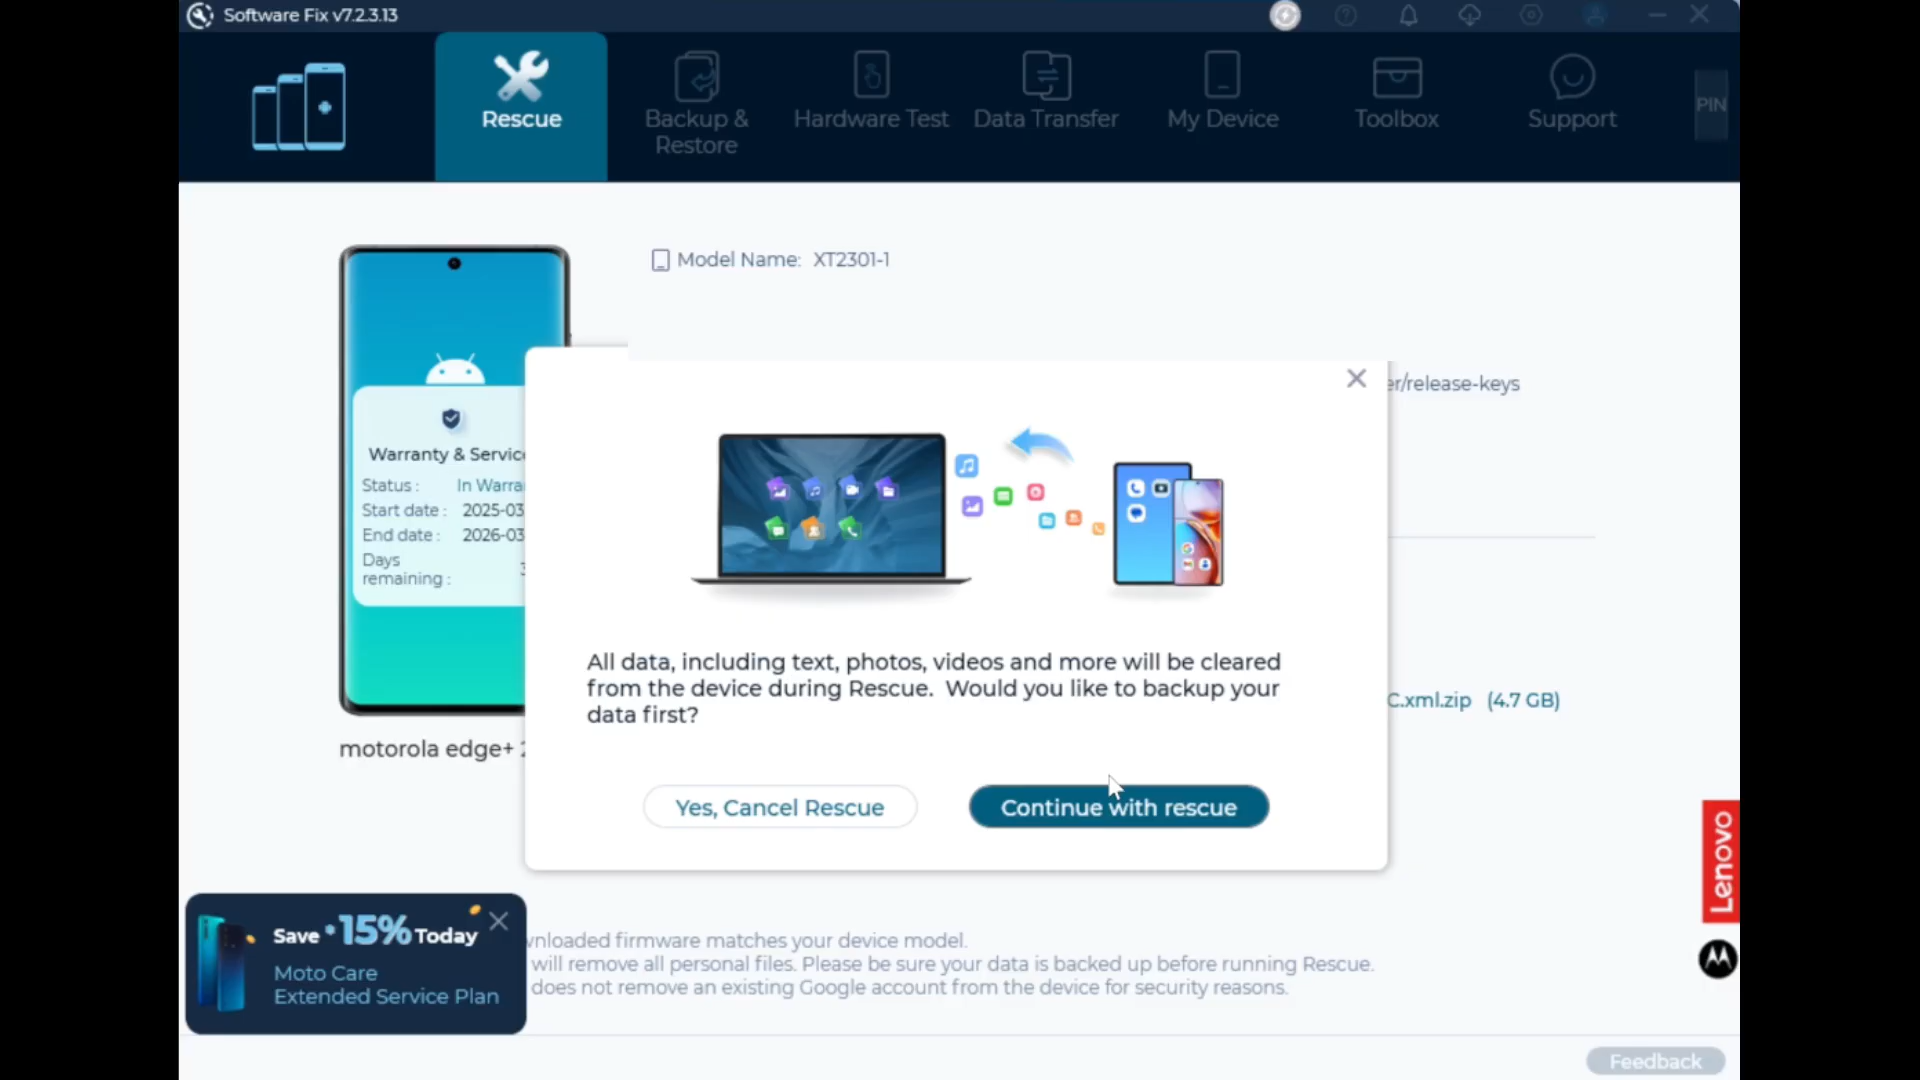 Software Fix v7.2.3.13
Rescue
Backup &
Restore
Hardware Test
Data Transfer
My Device
Toolbox
Support
PIN
Model Name: XT2301-1
er/release-keys
Warranty & Servic
Status : In Warra
Start date : 2025-03
End date : 2026-03
Days
remaining :
All data, including text, photos, videos and more will be cleared
from the device during Rescue. Would you like to backup your
data first?
C.xml.zip (4.7 GB)
motorola edge+
Yes, Cancel Rescue
Continue with rescue
Lenovo
Save 15% Today
Moto Care
Extended Service Plan
wnloaded firmware matches your device model.
will remove all personal files. Please be sure your data is backed up before running Rescue.
does not remove an existing Google account from the device for security reasons.
Feedback